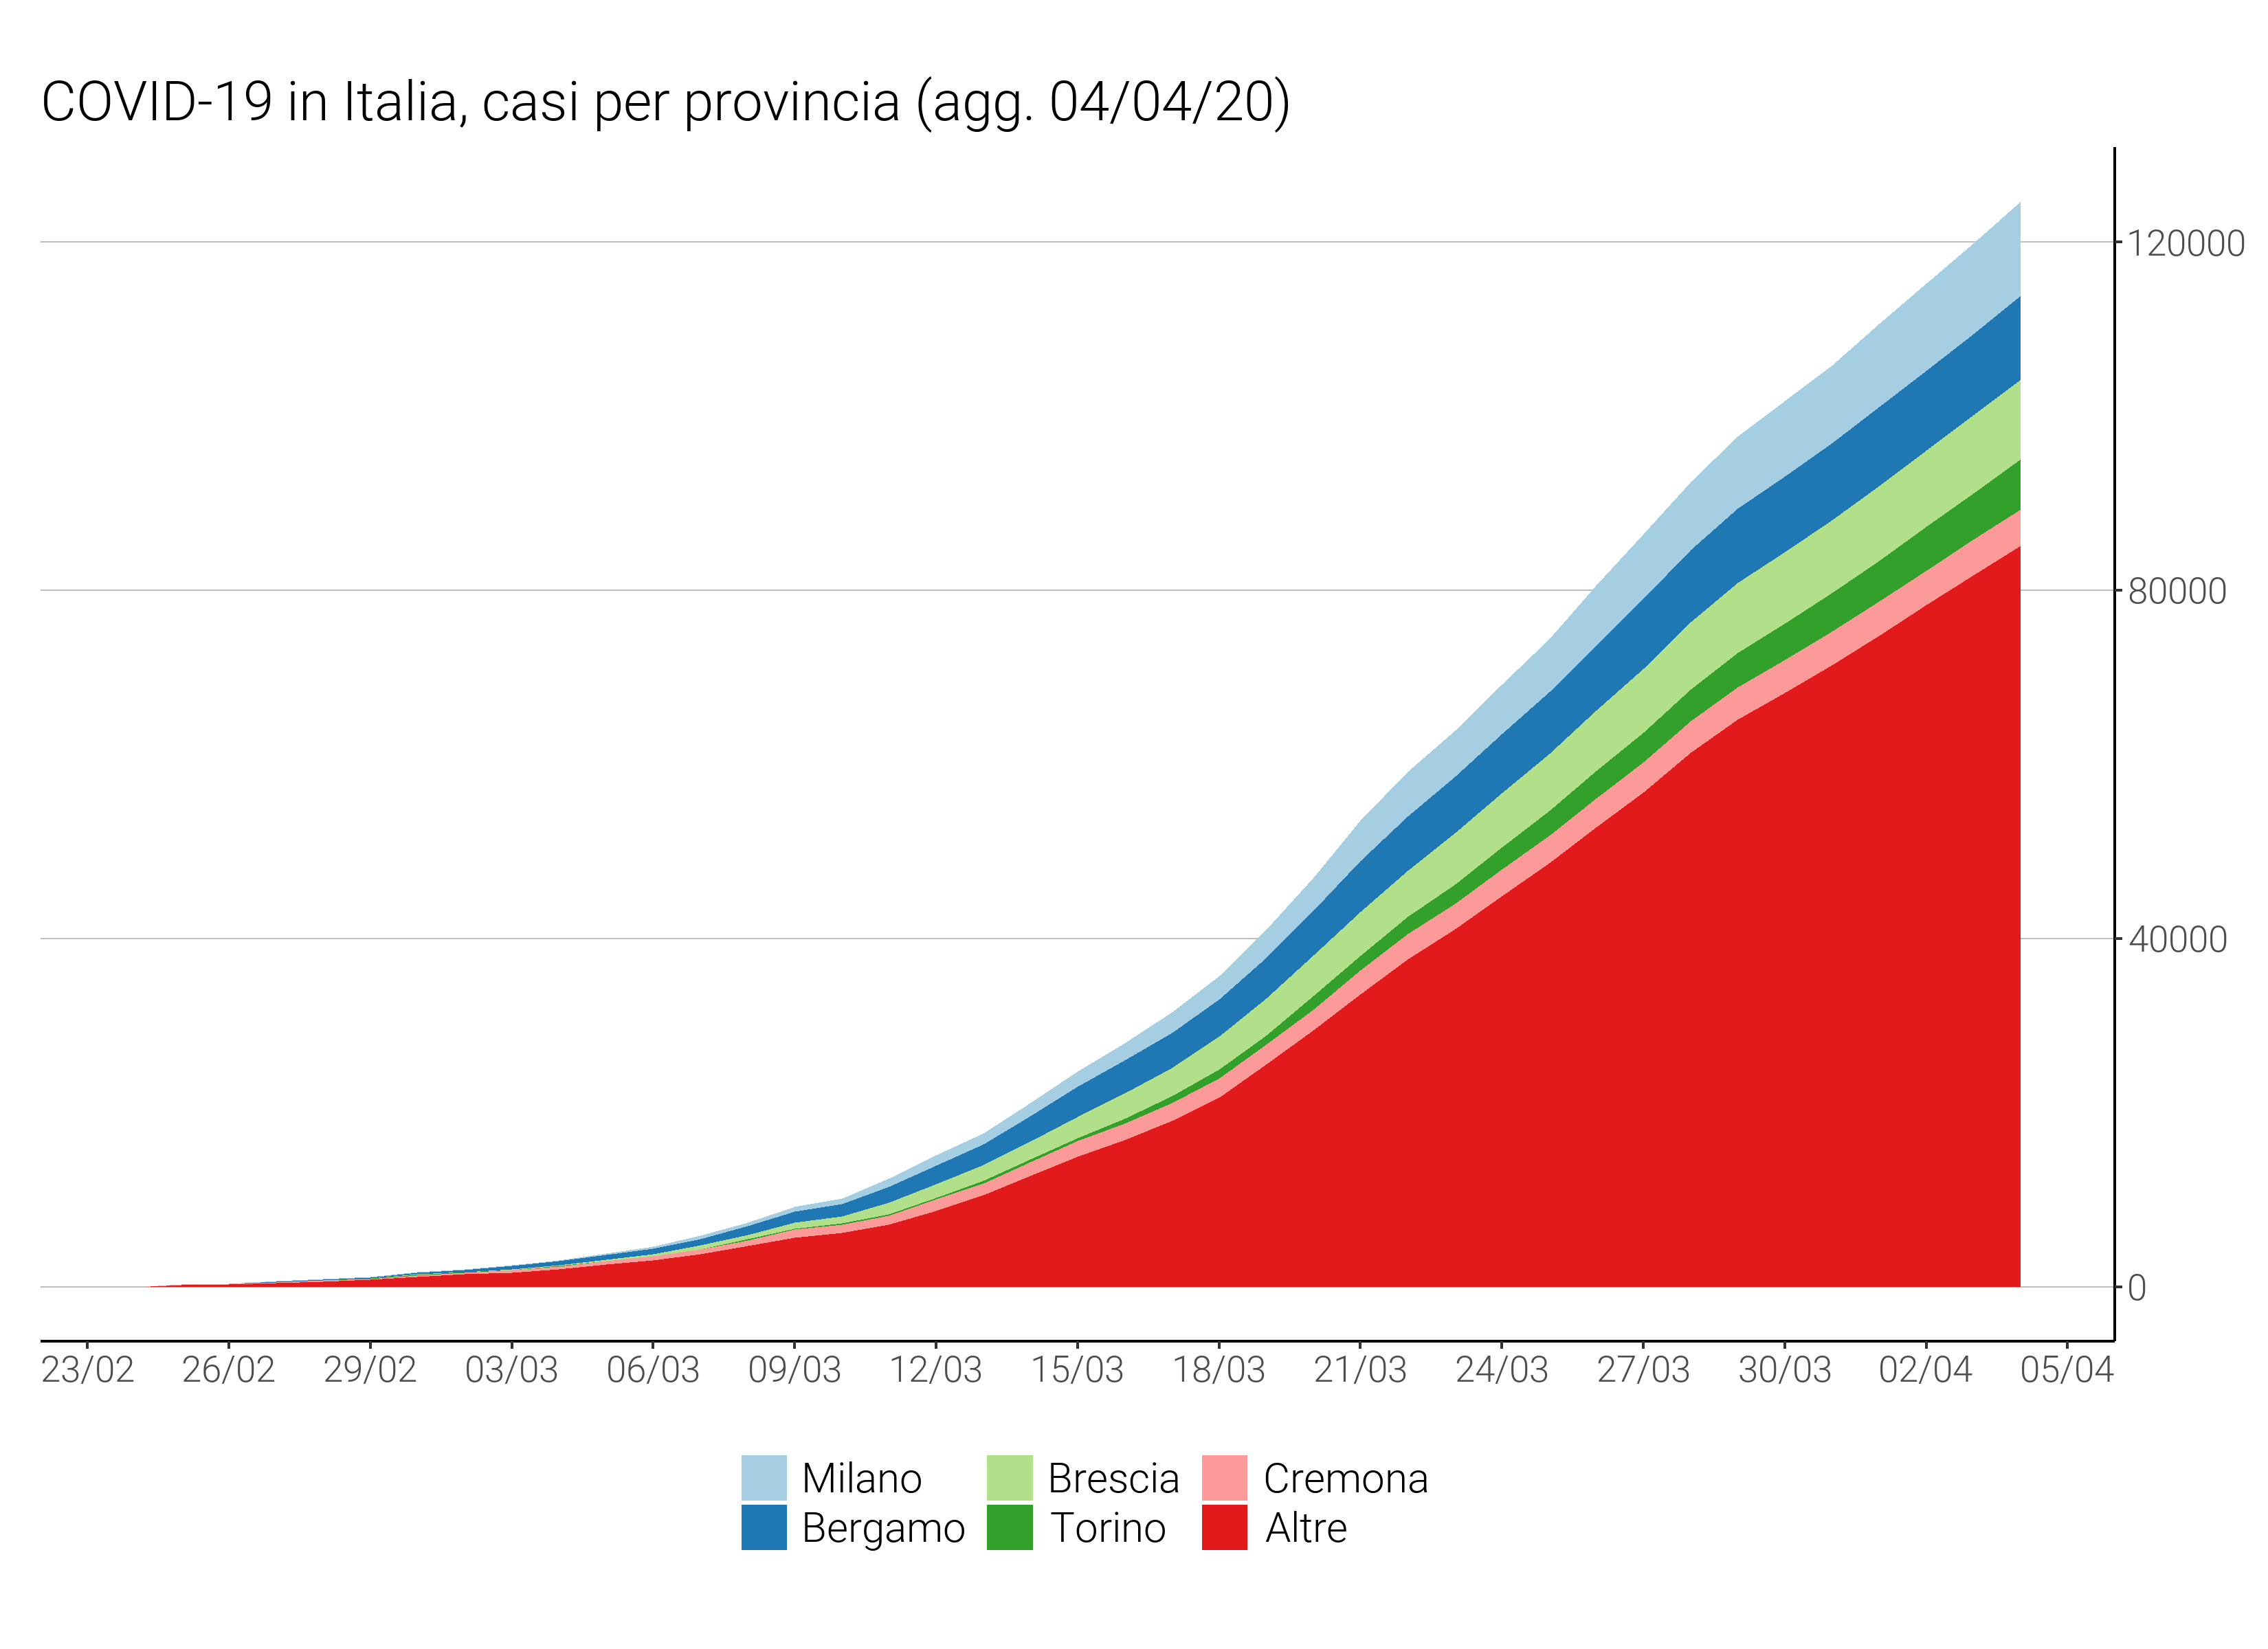 COVID-19 in Italia, casi per provincia (agg. 04/04/20)
120000
80000
40000
0
23/02 26/02 29/02 03/03 06/03 09/03 12/03 15/03 18/03 21/03 24/03 27/03 30/03 02/04 05/04
Milano Brescia Cremona
Bergamo Torino Altre